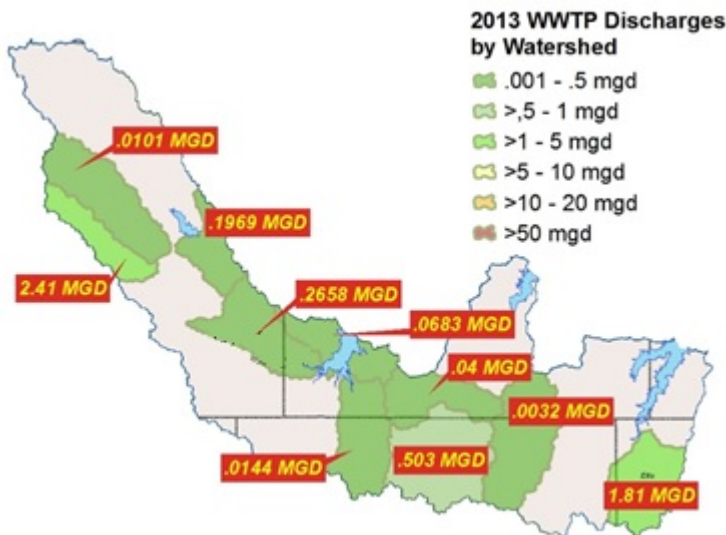 2013 WWTP Discharges
by Watershed
.001 - .5 mgd
>,5 - 1 mgd
>1 - 5 mgd
>5 - 10 mgd
>10 - 20 mgd
>50 mgd
.0101 MGD
.1969 MGD
2.41 MGD
.2658 MGD
.0683 MGD
.04 MGD
.0032 MGD
.0144 MGD
.503 MGD
1.81 MGD